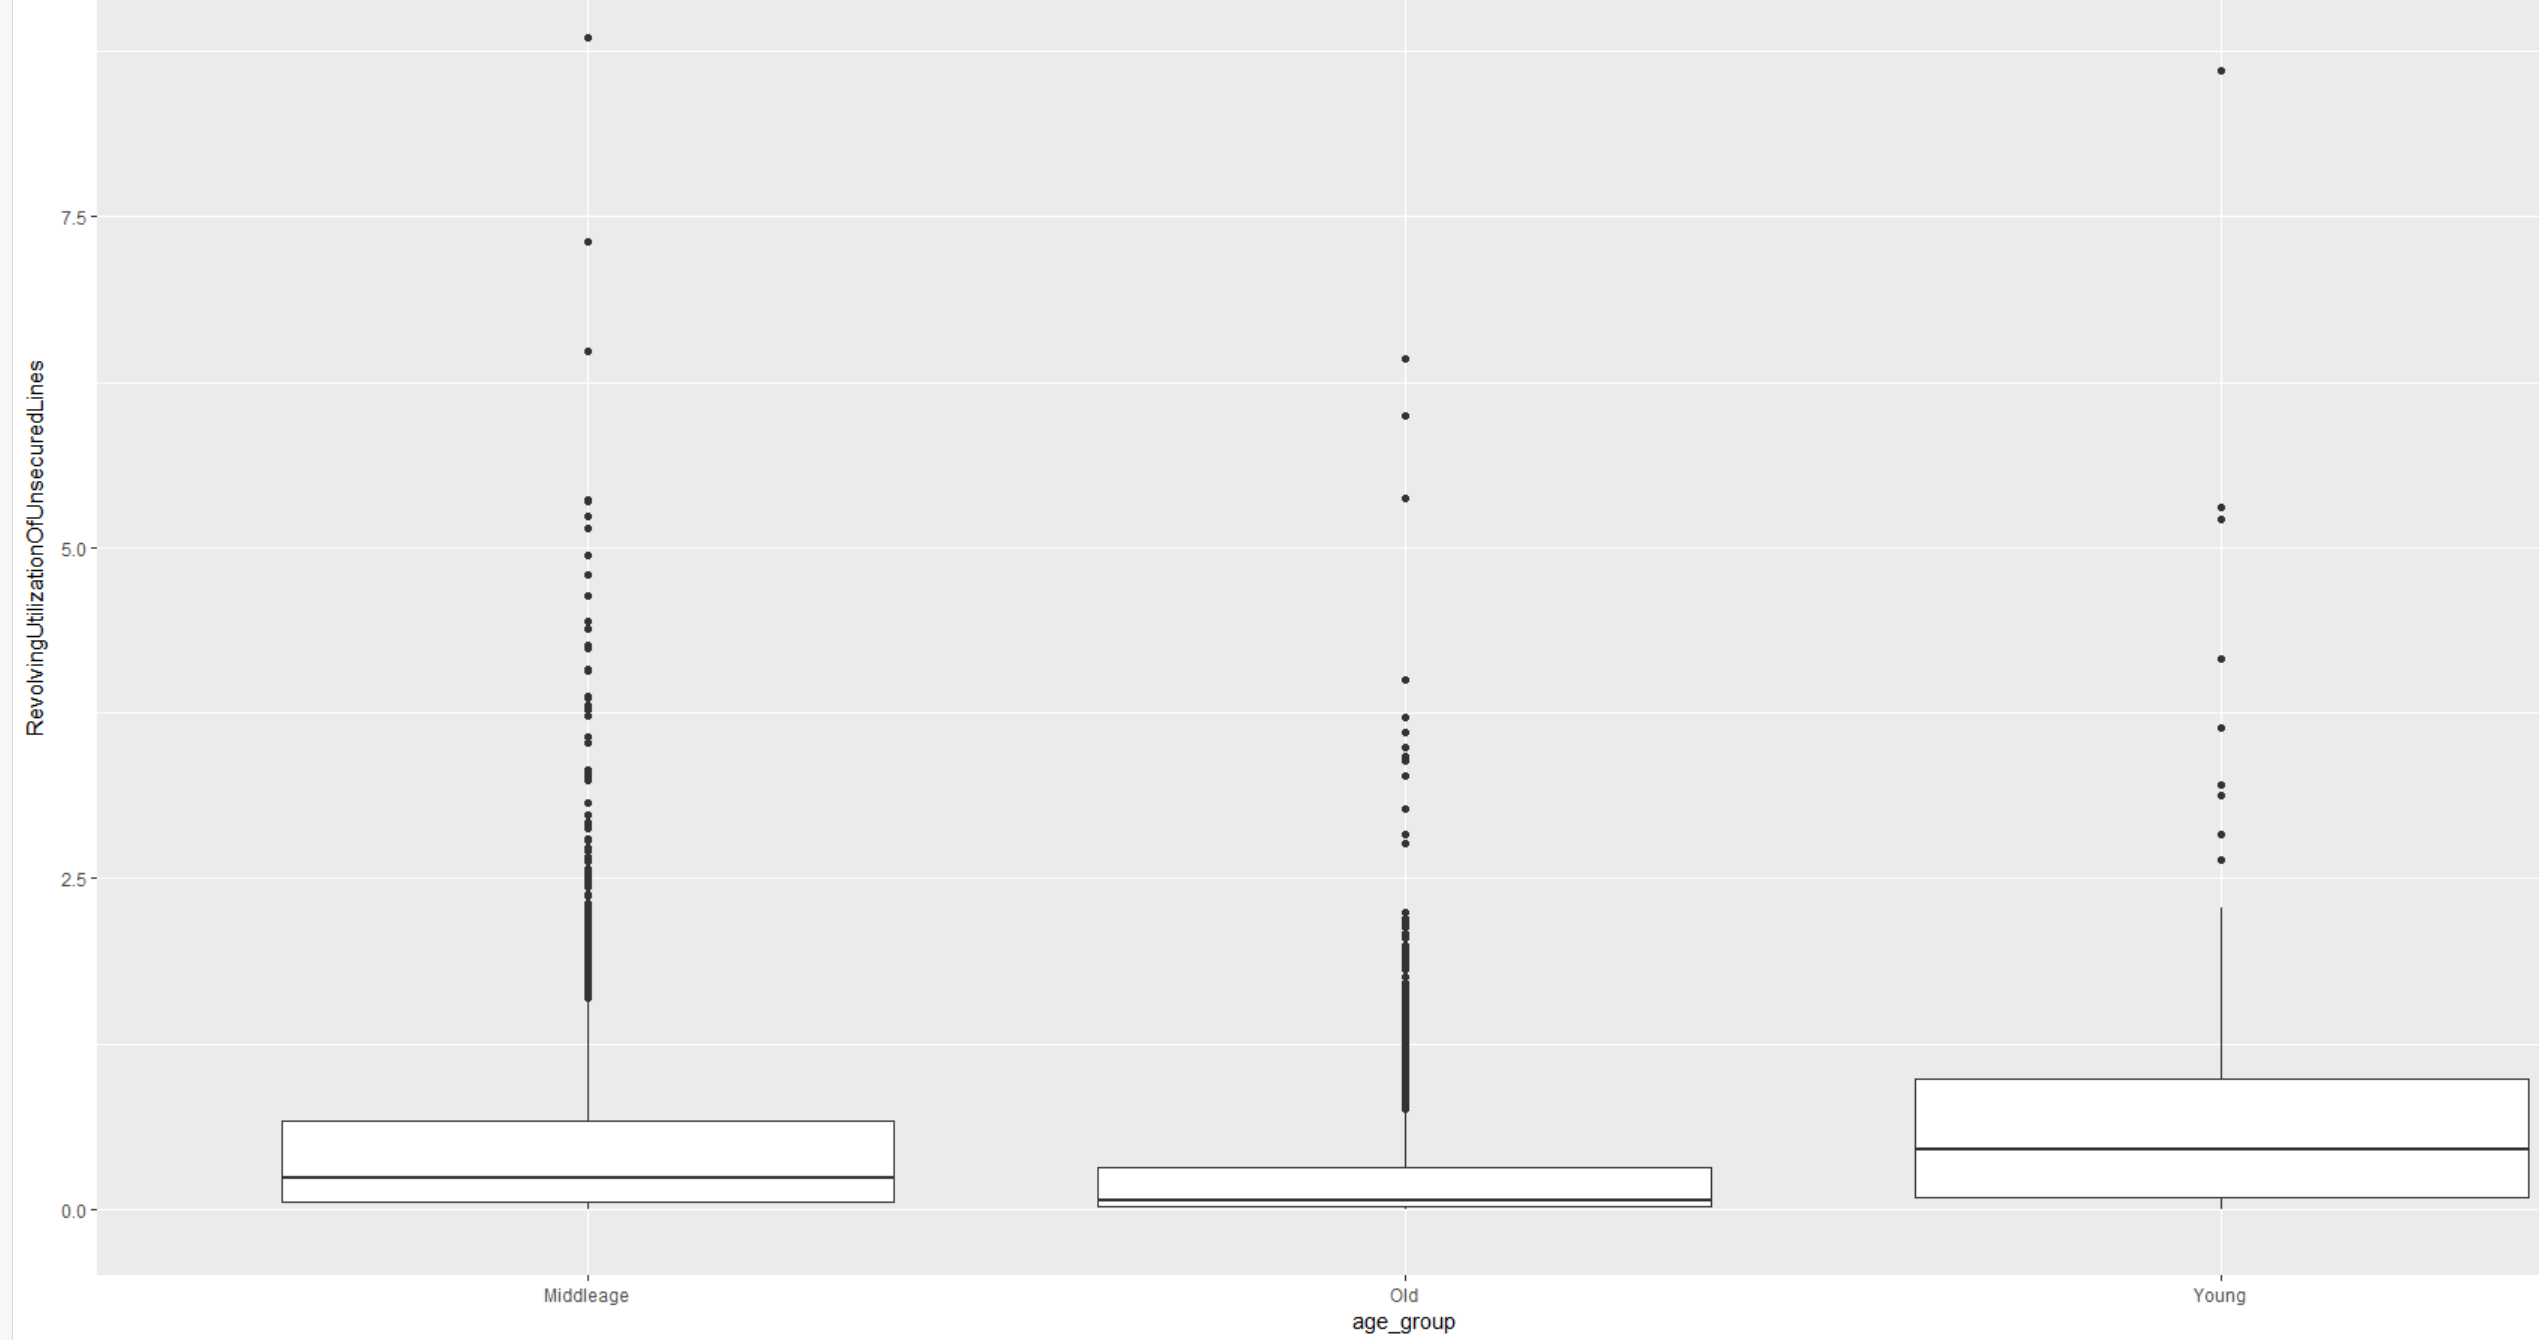 RevolvingUtilizationOfUnsecuredLines
7.5
5.0
2.5
0.0
Middleage Old Young
age_group